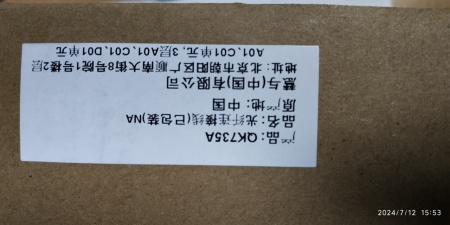 产品: QK735A
品名: 光纤连接线(已包装)NA
原产地: 中国
慧与(中国)有限公司
地址: 北京市朝阳区广顺南大街8号院1号楼2层
A01、C01单元, 3层A01、C01、D01单元
2024/7/12 15:53